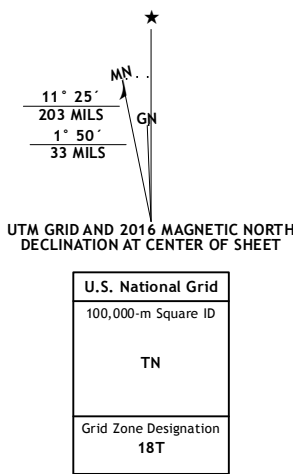 MN
11° 25´
203 MILS
GN
1° 50´
33 MILS
UTM GRID AND 2016 MAGNETIC NORTH
DECLINATION AT CENTER OF SHEET
U.S. National Grid
100,000-m Square ID
TN
Grid Zone Designation
18T